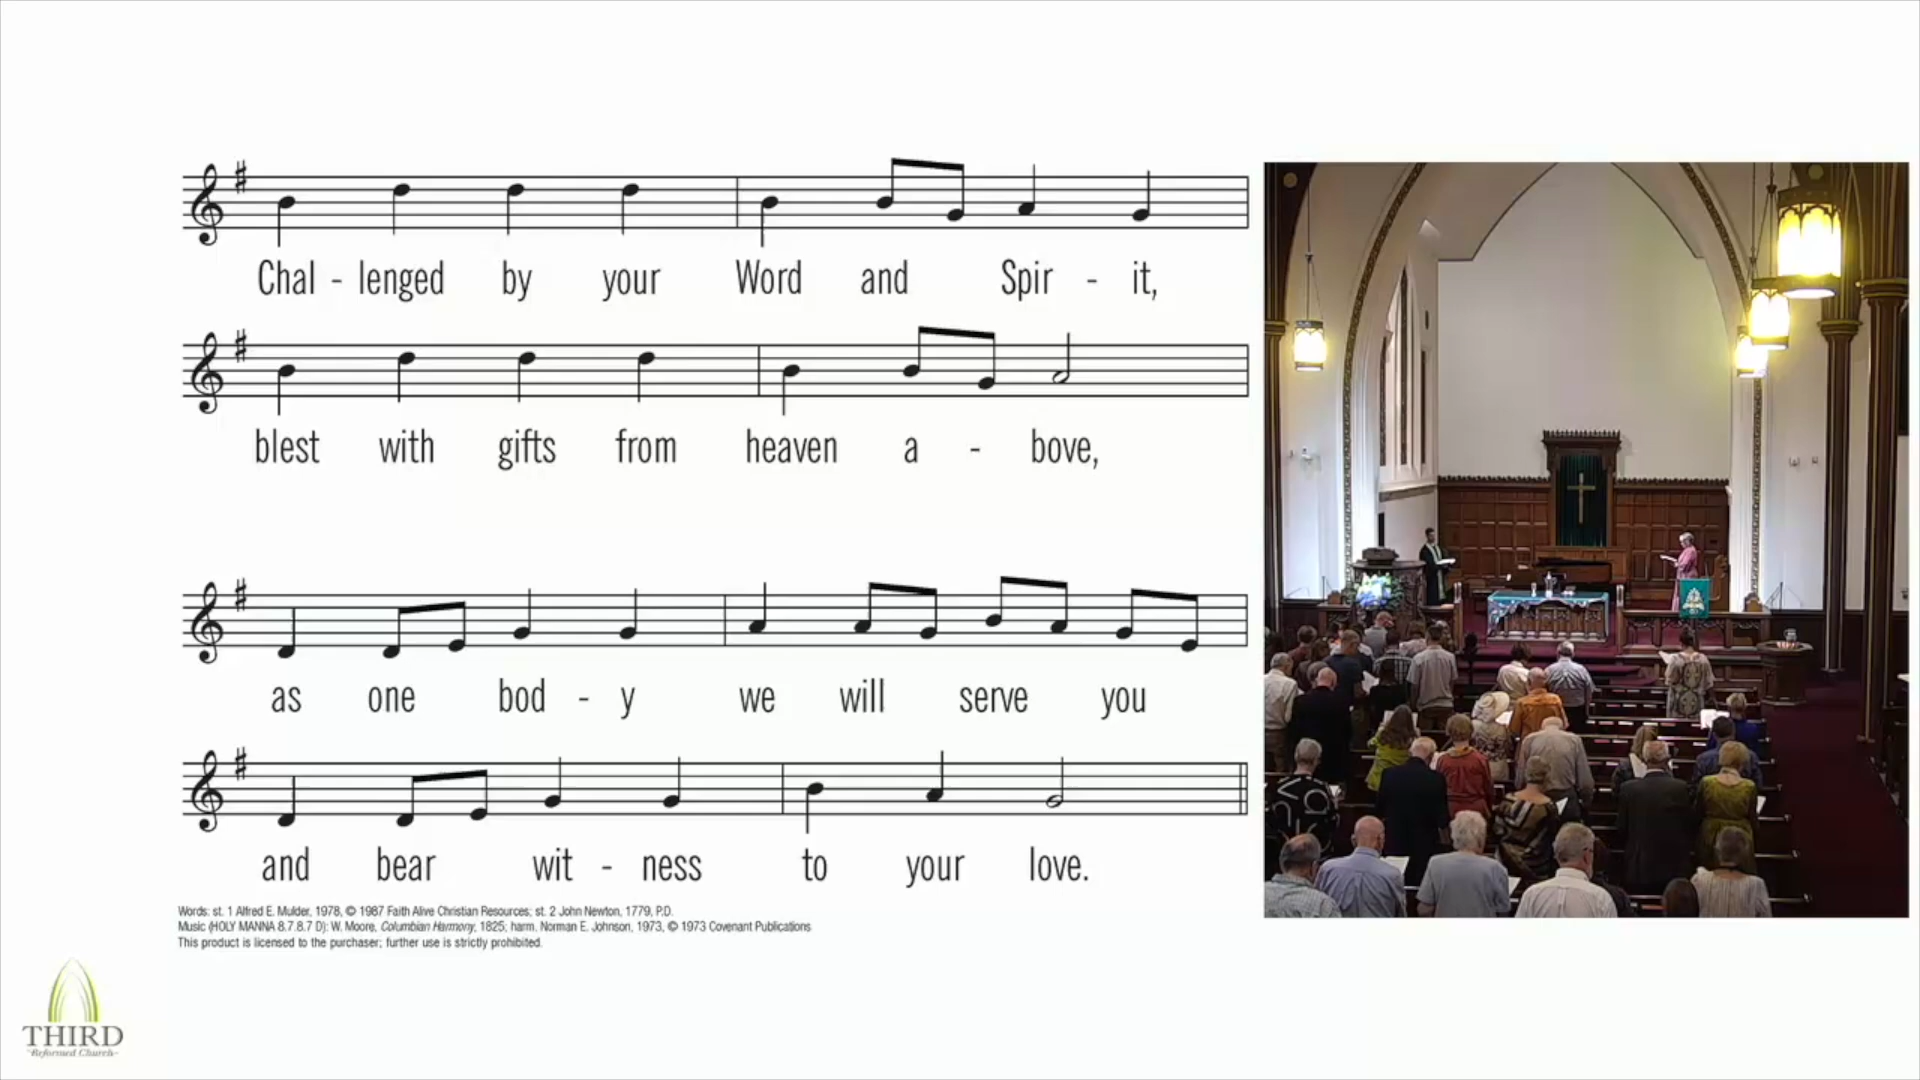 Chal - lenged by your Word and Spir - it,
blest with gifts from heaven a - bove,
as one bod - y we will serve you
and bear wit - ness to your love.
Words: st. 1 Alfred E. Mulder, 1978, © 1987 Faith Alive Christian Resources; st. 2 John Newton, 1779, P.D.
Music (HOLY MANNA 8.7.8.7 D): W. Moore, Columbian Harmony, 1825; harm. Norman E. Johnson, 1973, © 1973 Covenant Publications
This product is licensed to the purchaser; further use is strictly prohibited.
THIRD
Reformed Church